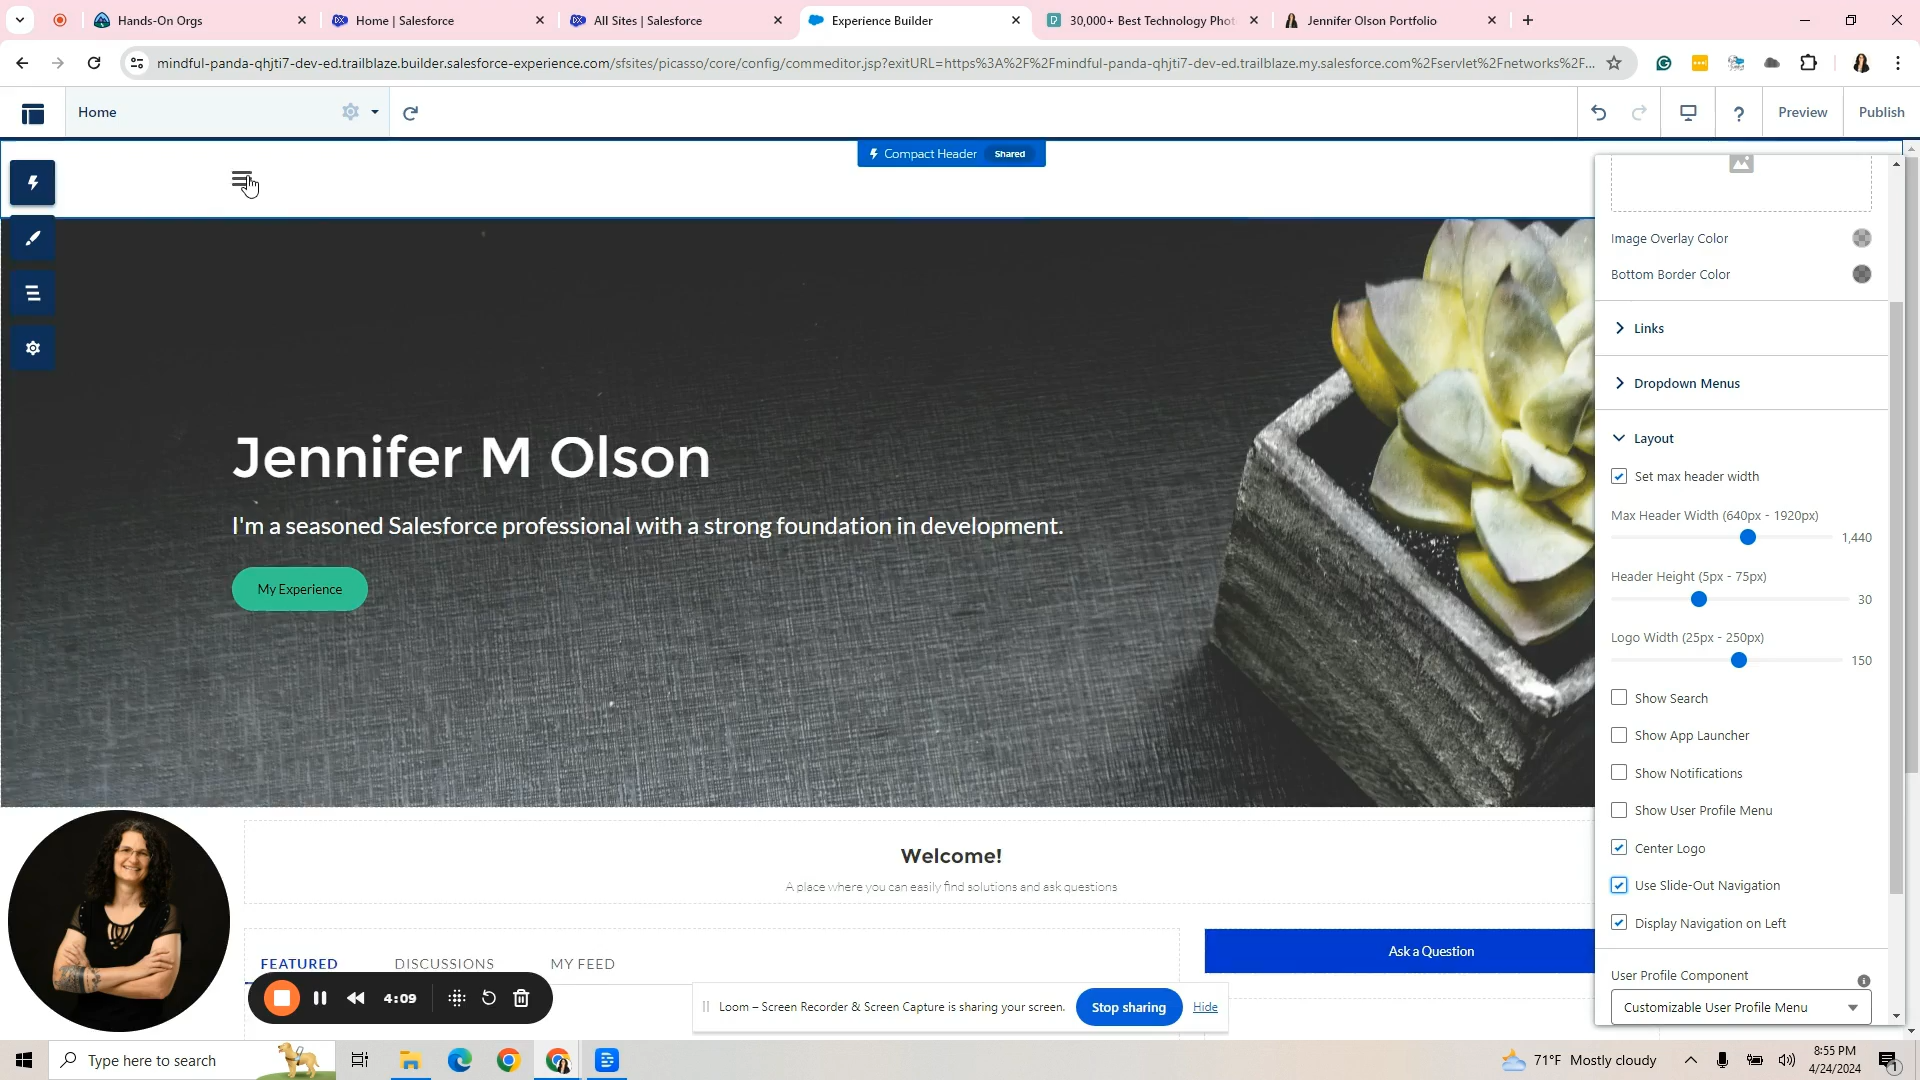 Hands-On Orgs
Home | Salesforce
All Sites | Salesforce
Experience Builder
30,000+ Best Technology Phot
Jennifer Olson Portfolio
mindful-panda-qhjti7-dev-ed.trailblaze.builder.salesforce-experience.com/sfsites/picasso/core/config/commeditor.jsp?exitURL=https%3A%2F%2Fmindful-panda-qhjti7-dev-ed.trailblaze.my.salesforce.com%2Fservlet%2Fnetworks%2F...
Home
Preview
Publish
Compact Header Shared
Image Overlay Color
Bottom Border Color
Links
Dropdown Menus
Layout
Set max header width
Max Header Width (640px - 1920px)
1,440
Header Height (5px - 75px)
30
Logo Width (25px - 250px)
150
Show Search
Show App Launcher
Show Notifications
Show User Profile Menu
Center Logo
Use Slide-Out Navigation
Display Navigation on Left
User Profile Component
Customizable User Profile Menu
Jennifer M Olson
I'm a seasoned Salesforce professional with a strong foundation in development.
My Experience
Welcome!
A place where you can easily find solutions and ask questions
FEATURED
DISCUSSIONS
MY FEED
Ask a Question
4:09
Loom – Screen Recorder & Screen Capture is sharing your screen.
Stop sharing
Hide
Type here to search
71°F Mostly cloudy
8:55 PM
4/24/2024
1